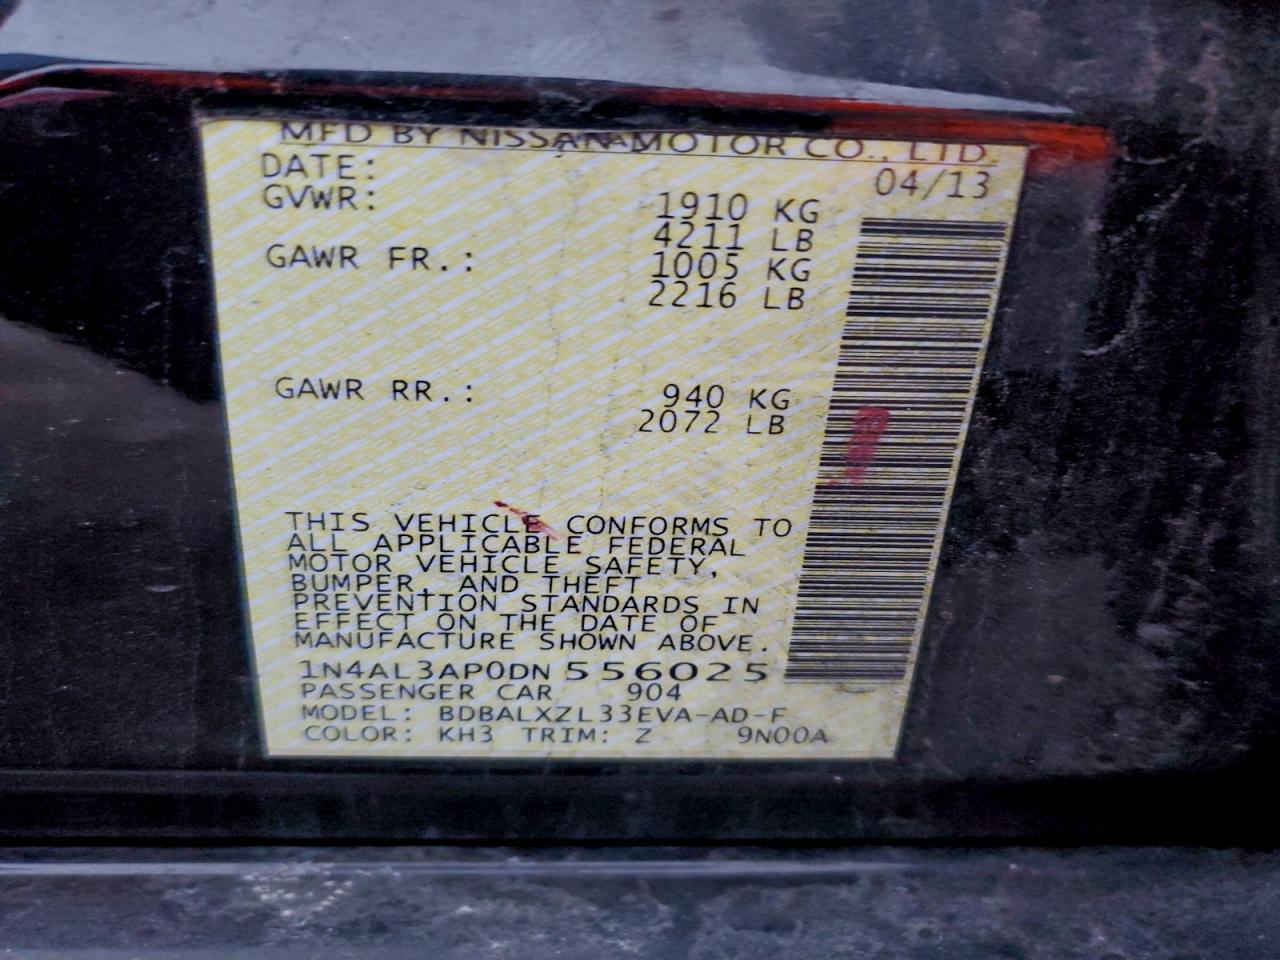 MFD BY NISSAN MOTOR CO., LTD.
DATE: 04/13
GVWR: 1910 KG
4211 LB
GAWR FR.: 1005 KG
2216 LB
GAWR RR.: 940 KG
2072 LB
THIS VEHICLE CONFORMS TO
ALL APPLICABLE FEDERAL
MOTOR VEHICLE SAFETY,
BUMPER, AND THEFT
PREVENTION STANDARDS IN
EFFECT ON THE DATE OF
MANUFACTURE SHOWN ABOVE.
1N4AL3AP0DN556025
PASSENGER CAR 904
MODEL: BDBALXZL33EVA-AD-F
COLOR: KH3 TRIM: Z 9N00A